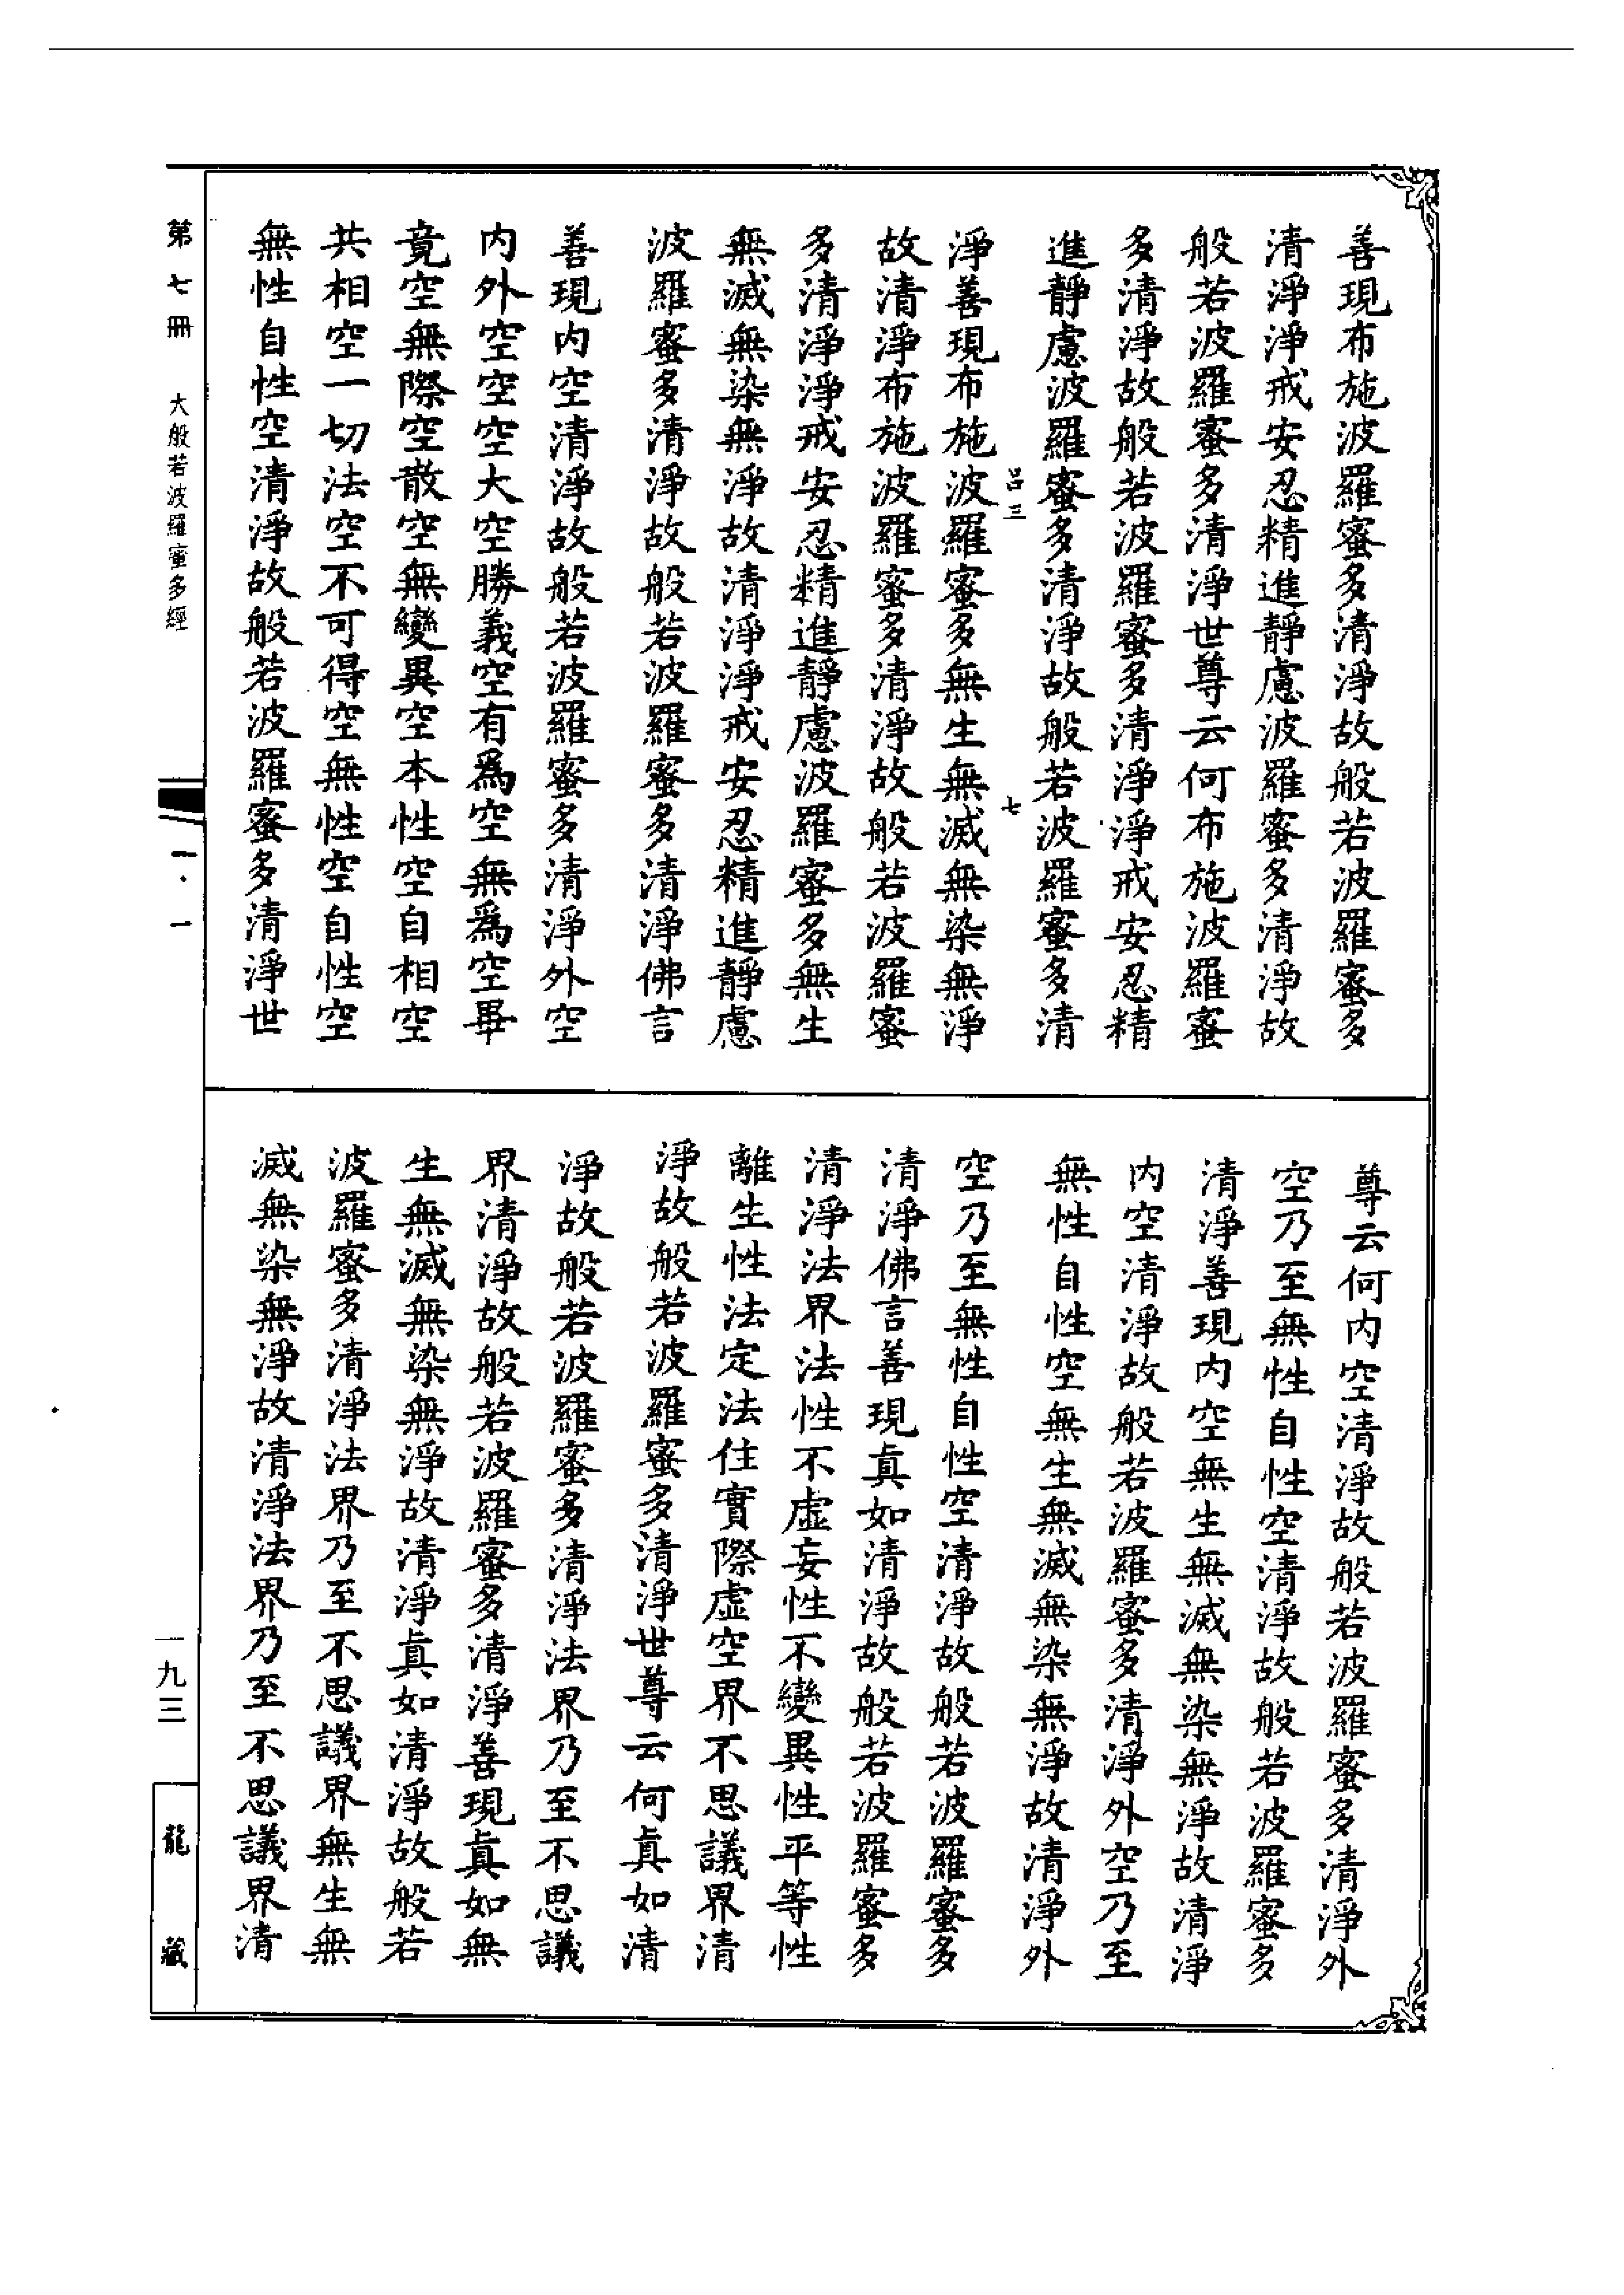 善現布施波羅蜜多清淨故般若波羅蜜多
清淨淨戒安忍精進靜慮波羅蜜多清淨故
般若波羅蜜多清淨世尊云何布施波羅蜜
多清淨故般若波羅蜜多清淨淨戒安忍精
進靜慮波羅蜜多清淨故般若波羅蜜多清
呂三 七
淨善現布施波羅蜜多無生無滅無染無淨
故清淨布施波羅蜜多清淨故般若波羅蜜
多清淨淨戒安忍精進靜慮波羅蜜多無生
無滅無染無淨故清淨淨戒安忍精進靜慮
波羅蜜多清淨故般若波羅蜜多清淨佛言
善現內空清淨故般若波羅蜜多清淨外空
內外空空空大空勝義空有爲空無爲空畢
竟空無際空散空無變異空本性空自相空
共相空一切法空不可得空無性空自性空
無性自性空清淨故般若波羅蜜多清淨世
尊云何內空清淨故般若波羅蜜多清淨外
空乃至無性自性空清淨故般若波羅蜜多
清淨善現內空無生無滅無染無淨故清淨
內空清淨故般若波羅蜜多清淨外空乃至
無性自性空無生無滅無染無淨故清淨外
空乃至無性自性空清淨故般若波羅蜜多
清淨佛言善現真如清淨故般若波羅蜜多
清淨法界法性不虛妄性不變異性平等性
離生性法定法住實際虛空界不思議界清
淨故般若波羅蜜多清淨世尊云何真如清
淨故般若波羅蜜多清淨法界乃至不思議
界清淨故般若波羅蜜多清淨善現真如無
生無滅無染無淨故清淨真如清淨故般若
波羅蜜多清淨法界乃至不思議界無生無
滅無染無淨故清淨法界乃至不思議界清
第七冊 大般若波羅蜜多經 一·一 一九三 龍藏